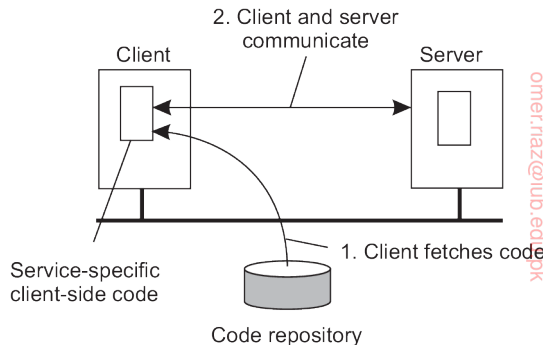 2. Client and server
communicate
Client
Server
1. Client fetches code
Service-specific
client-side code
Code repository
omer.riaz@iub.edu.pk